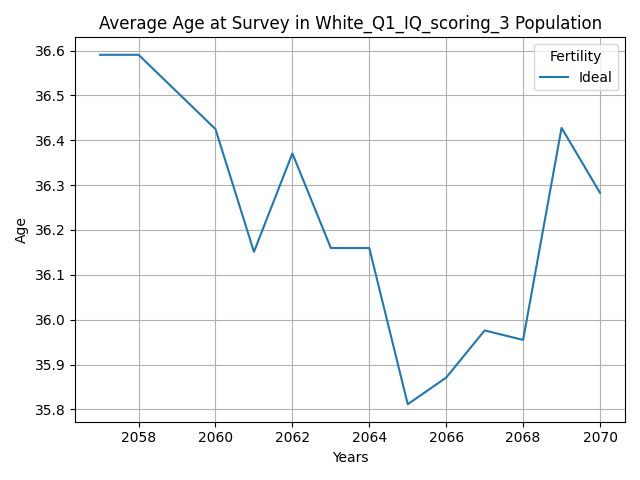 Average Age at Survey in White_Q1_IQ_scoring_3 Population
Fertility
Ideal
36.6
36.5
36.4
36.3
36.2
36.1
36.0
35.9
35.8
Age
2058 2060 2062 2064 2066 2068 2070
Years